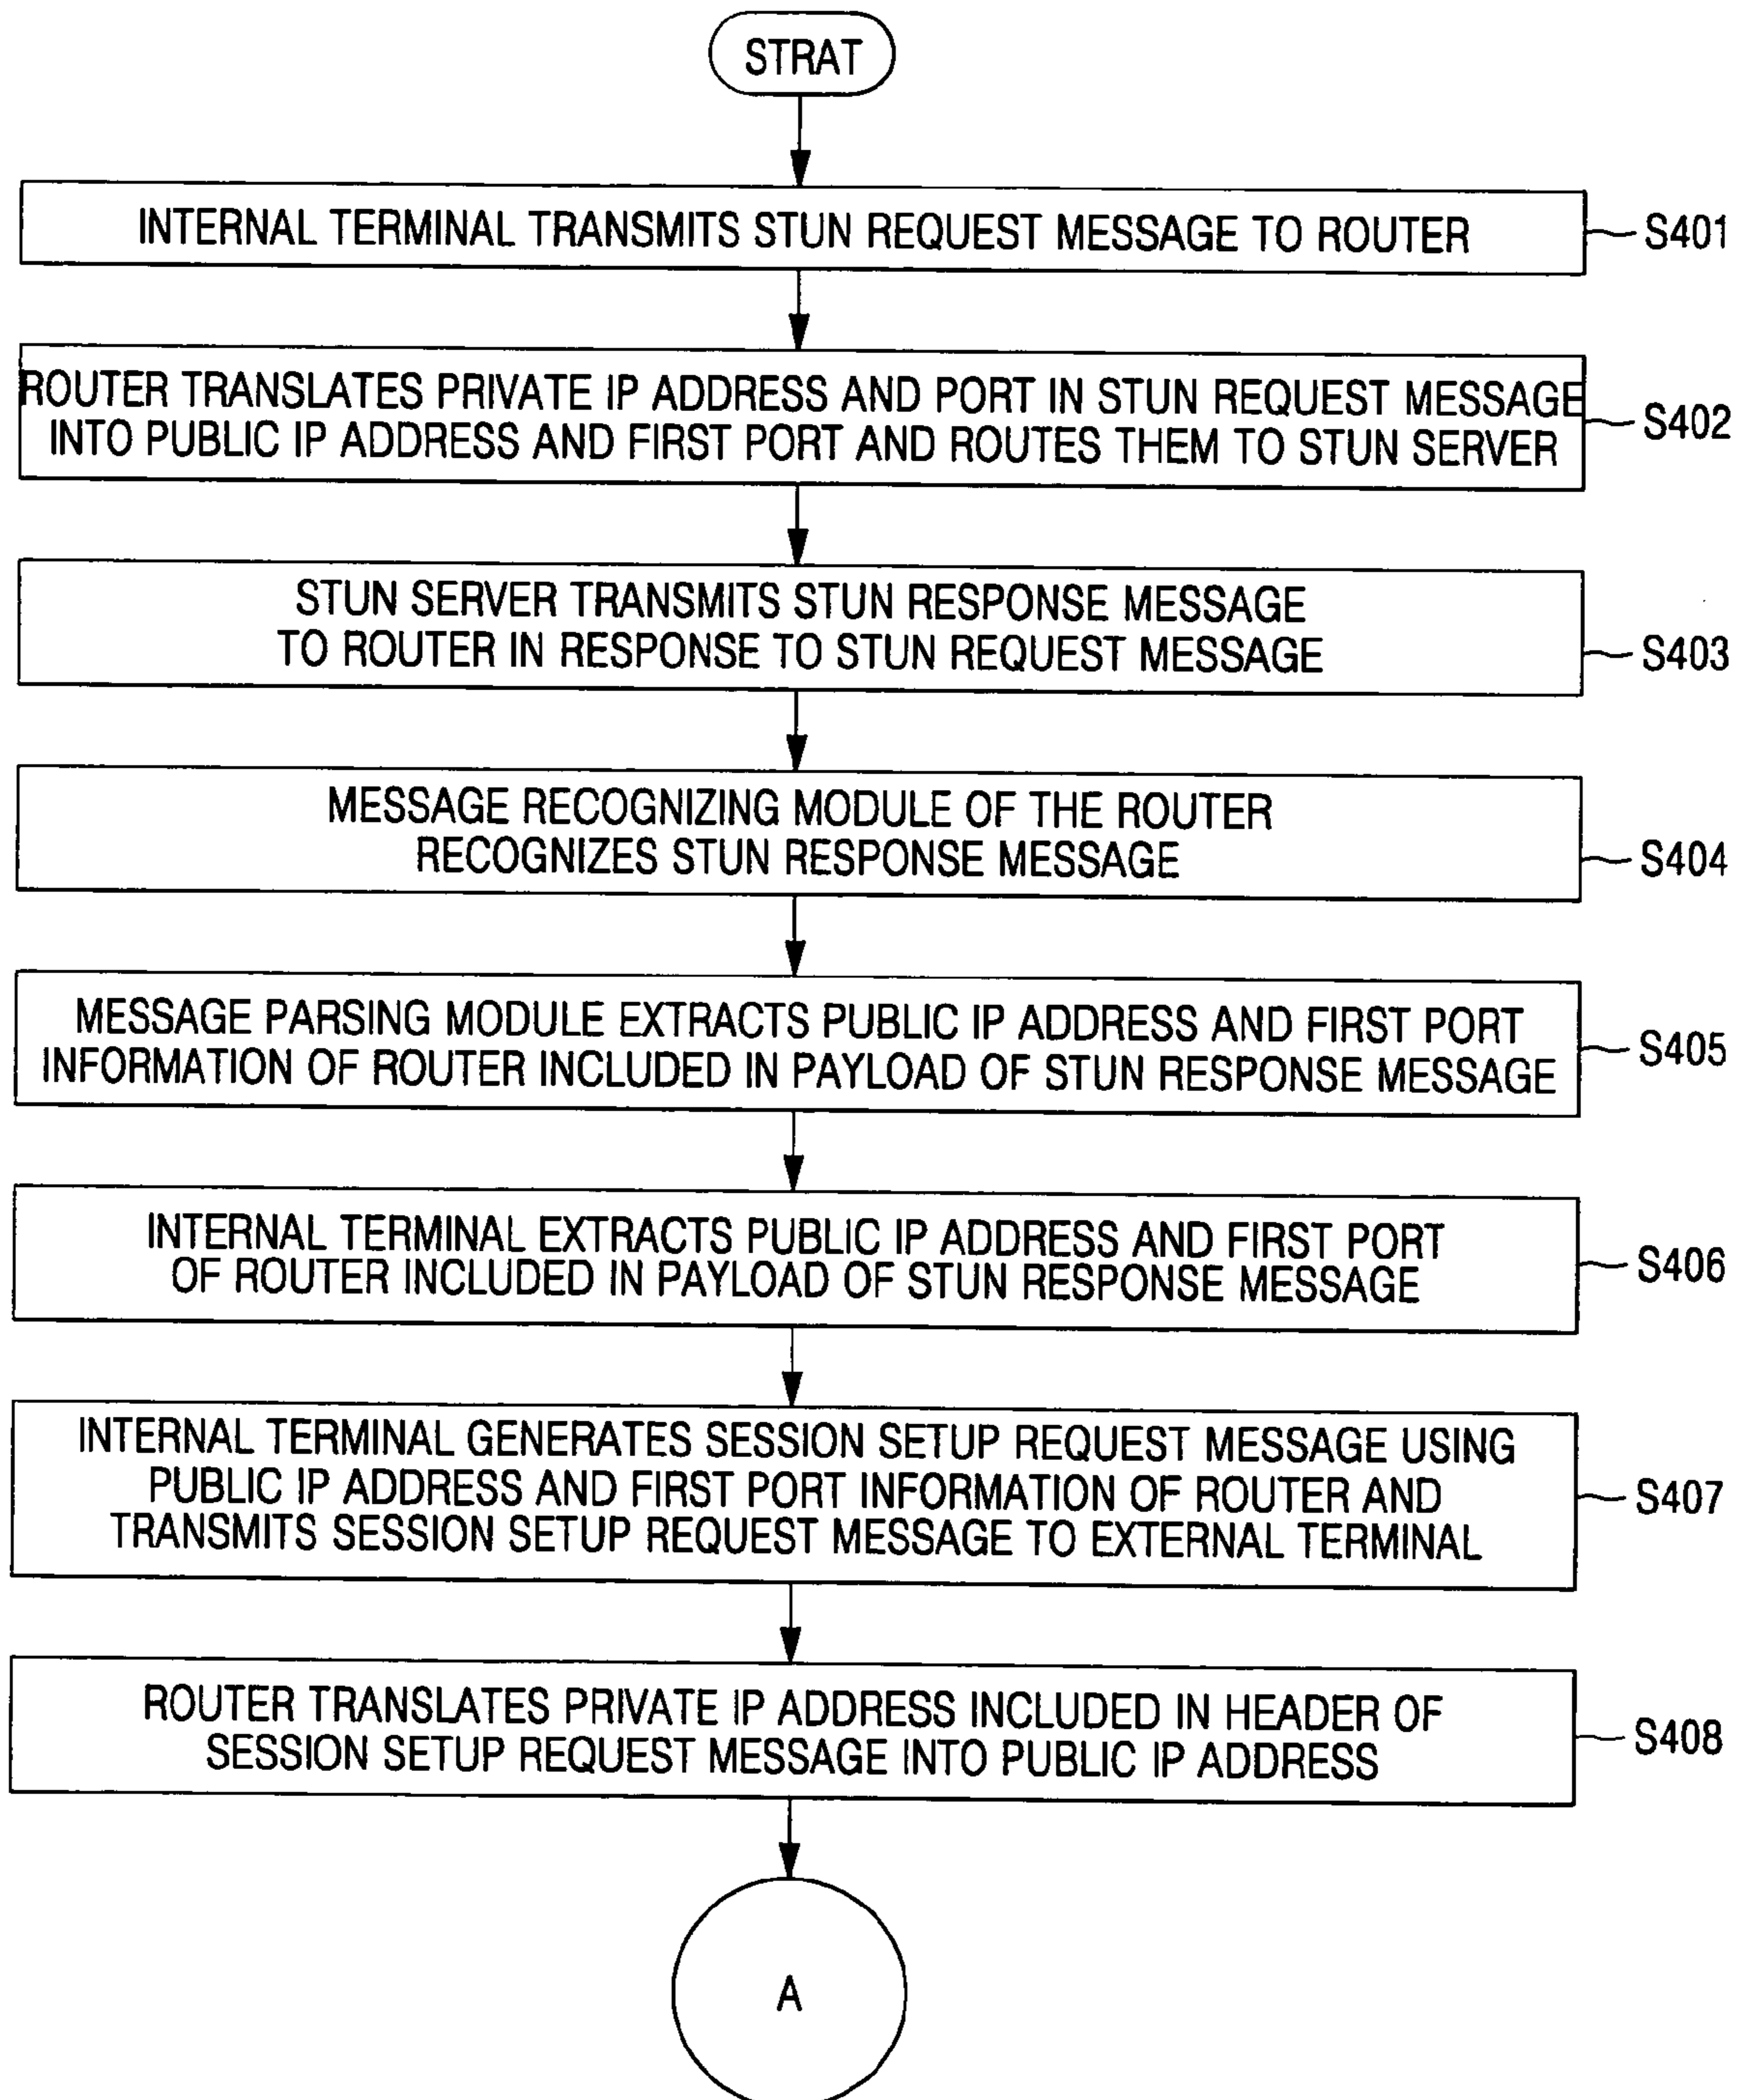 STRAT
INTERNAL TERMINAL TRANSMITS STUN REQUEST MESSAGE TO ROUTER
S401
ROUTER TRANSLATES PRIVATE IP ADDRESS AND PORT IN STUN REQUEST MESSAGE
INTO PUBLIC IP ADDRESS AND FIRST PORT AND ROUTES THEM TO STUN SERVER
S402
STUN SERVER TRANSMITS STUN RESPONSE MESSAGE
TO ROUTER IN RESPONSE TO STUN REQUEST MESSAGE
S403
MESSAGE RECOGNIZING MODULE OF THE ROUTER
RECOGNIZES STUN RESPONSE MESSAGE
S404
MESSAGE PARSING MODULE EXTRACTS PUBLIC IP ADDRESS AND FIRST PORT
INFORMATION OF ROUTER INCLUDED IN PAYLOAD OF STUN RESPONSE MESSAGE
S405
INTERNAL TERMINAL EXTRACTS PUBLIC IP ADDRESS AND FIRST PORT
OF ROUTER INCLUDED IN PAYLOAD OF STUN RESPONSE MESSAGE
S406
INTERNAL TERMINAL GENERATES SESSION SETUP REQUEST MESSAGE USING
PUBLIC IP ADDRESS AND FIRST PORT INFORMATION OF ROUTER AND
TRANSMITS SESSION SETUP REQUEST MESSAGE TO EXTERNAL TERMINAL
S407
ROUTER TRANSLATES PRIVATE IP ADDRESS INCLUDED IN HEADER OF
SESSION SETUP REQUEST MESSAGE INTO PUBLIC IP ADDRESS
S408
A